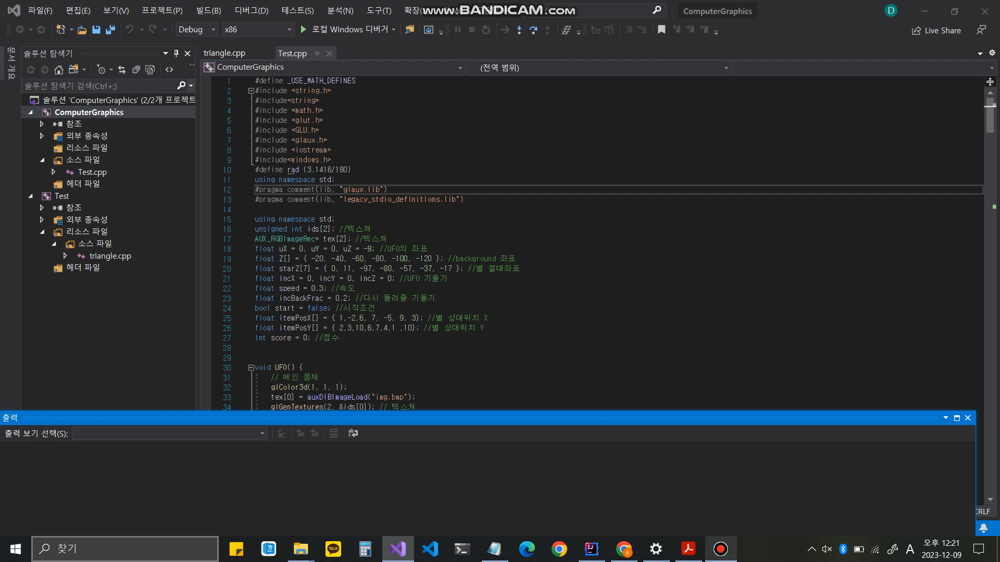 파일(F) 편집(E) 보기(V) 프로젝트(P) 빌드(B) 디버그(D) 테스트(S) 분석(N) 도구(T) 확장(
www.BANDICAM.com
ComputerGraphics
D
Debug x86 로컬 Windows 디버거
Live Share
문서 개요
솔루션 탐색기
솔루션 탐색기 검색(Ctrl+;)
솔루션 'ComputerGraphics' (2/2개 프로젝트
ComputerGraphics
참조
외부 종속성
리소스 파일
소스 파일
Test.cpp
헤더 파일
Test
참조
외부 종속성
리소스 파일
소스 파일
triangle.cpp
헤더 파일
triangle.cpp Test.cpp
ComputerGraphics (전역 범위)
1 #define _USE_MATH_DEFINES
2 #include <string.h>
3 #include<string>
4 #include <math.h>
5 #include <glut.h>
6 #include <GLU.h>
7 #include <glaux.h>
8 #include <iostream>
9 #include<windows.h>
10 #define rad (3.1416/180)
11 using namespace std;
12 #pragma comment(lib, "glaux.lib")
13 #pragma comment(lib, "legacy_stdio_definitions.lib")
14
15 using namespace std;
16 unsigned int ids[2]; //텍스쳐
17 AUX_RGBImageRec* tex[2]; //텍스쳐
18 float uX = 0, uY = 0, uZ = -8; //UFO의 좌표
19 float Z[] = { -20, -40, -60, -80, -100, -120 }; //background 좌표
20 float starZ[7] = { 0, 11, -97, -80, -57, -37, -17 }; //별 절대좌표
21 float incX = 0, incY = 0, incZ = 0; //UFO 기울기
22 float speed = 0.3; //속도
23 float incBackFrac = 0.2; //다시 돌려줄 기울기
24 bool start = false; //시작조건
25 float itemPosX[] = { 1,-2,6, 7, -5, 9, 3}; //별 상대위치 X
26 float itemPosY[] = { 2,3,10,6,7,4,1 ,10}; //별 상대위치 Y
27 int score = 0; //점수
28
29
30 void UFO() {
31 // 메인 몸체
32 glColor3d(1, 1, 1);
33 tex[0] = auxDIBImageLoad("img.bmp");
34 glGenTextures(2, &ids[0]); // 텍스쳐
출력
출력 보기 선택(S):
CRLF
찾기
TALK
IJ
A
오후 12:21
2023-12-09